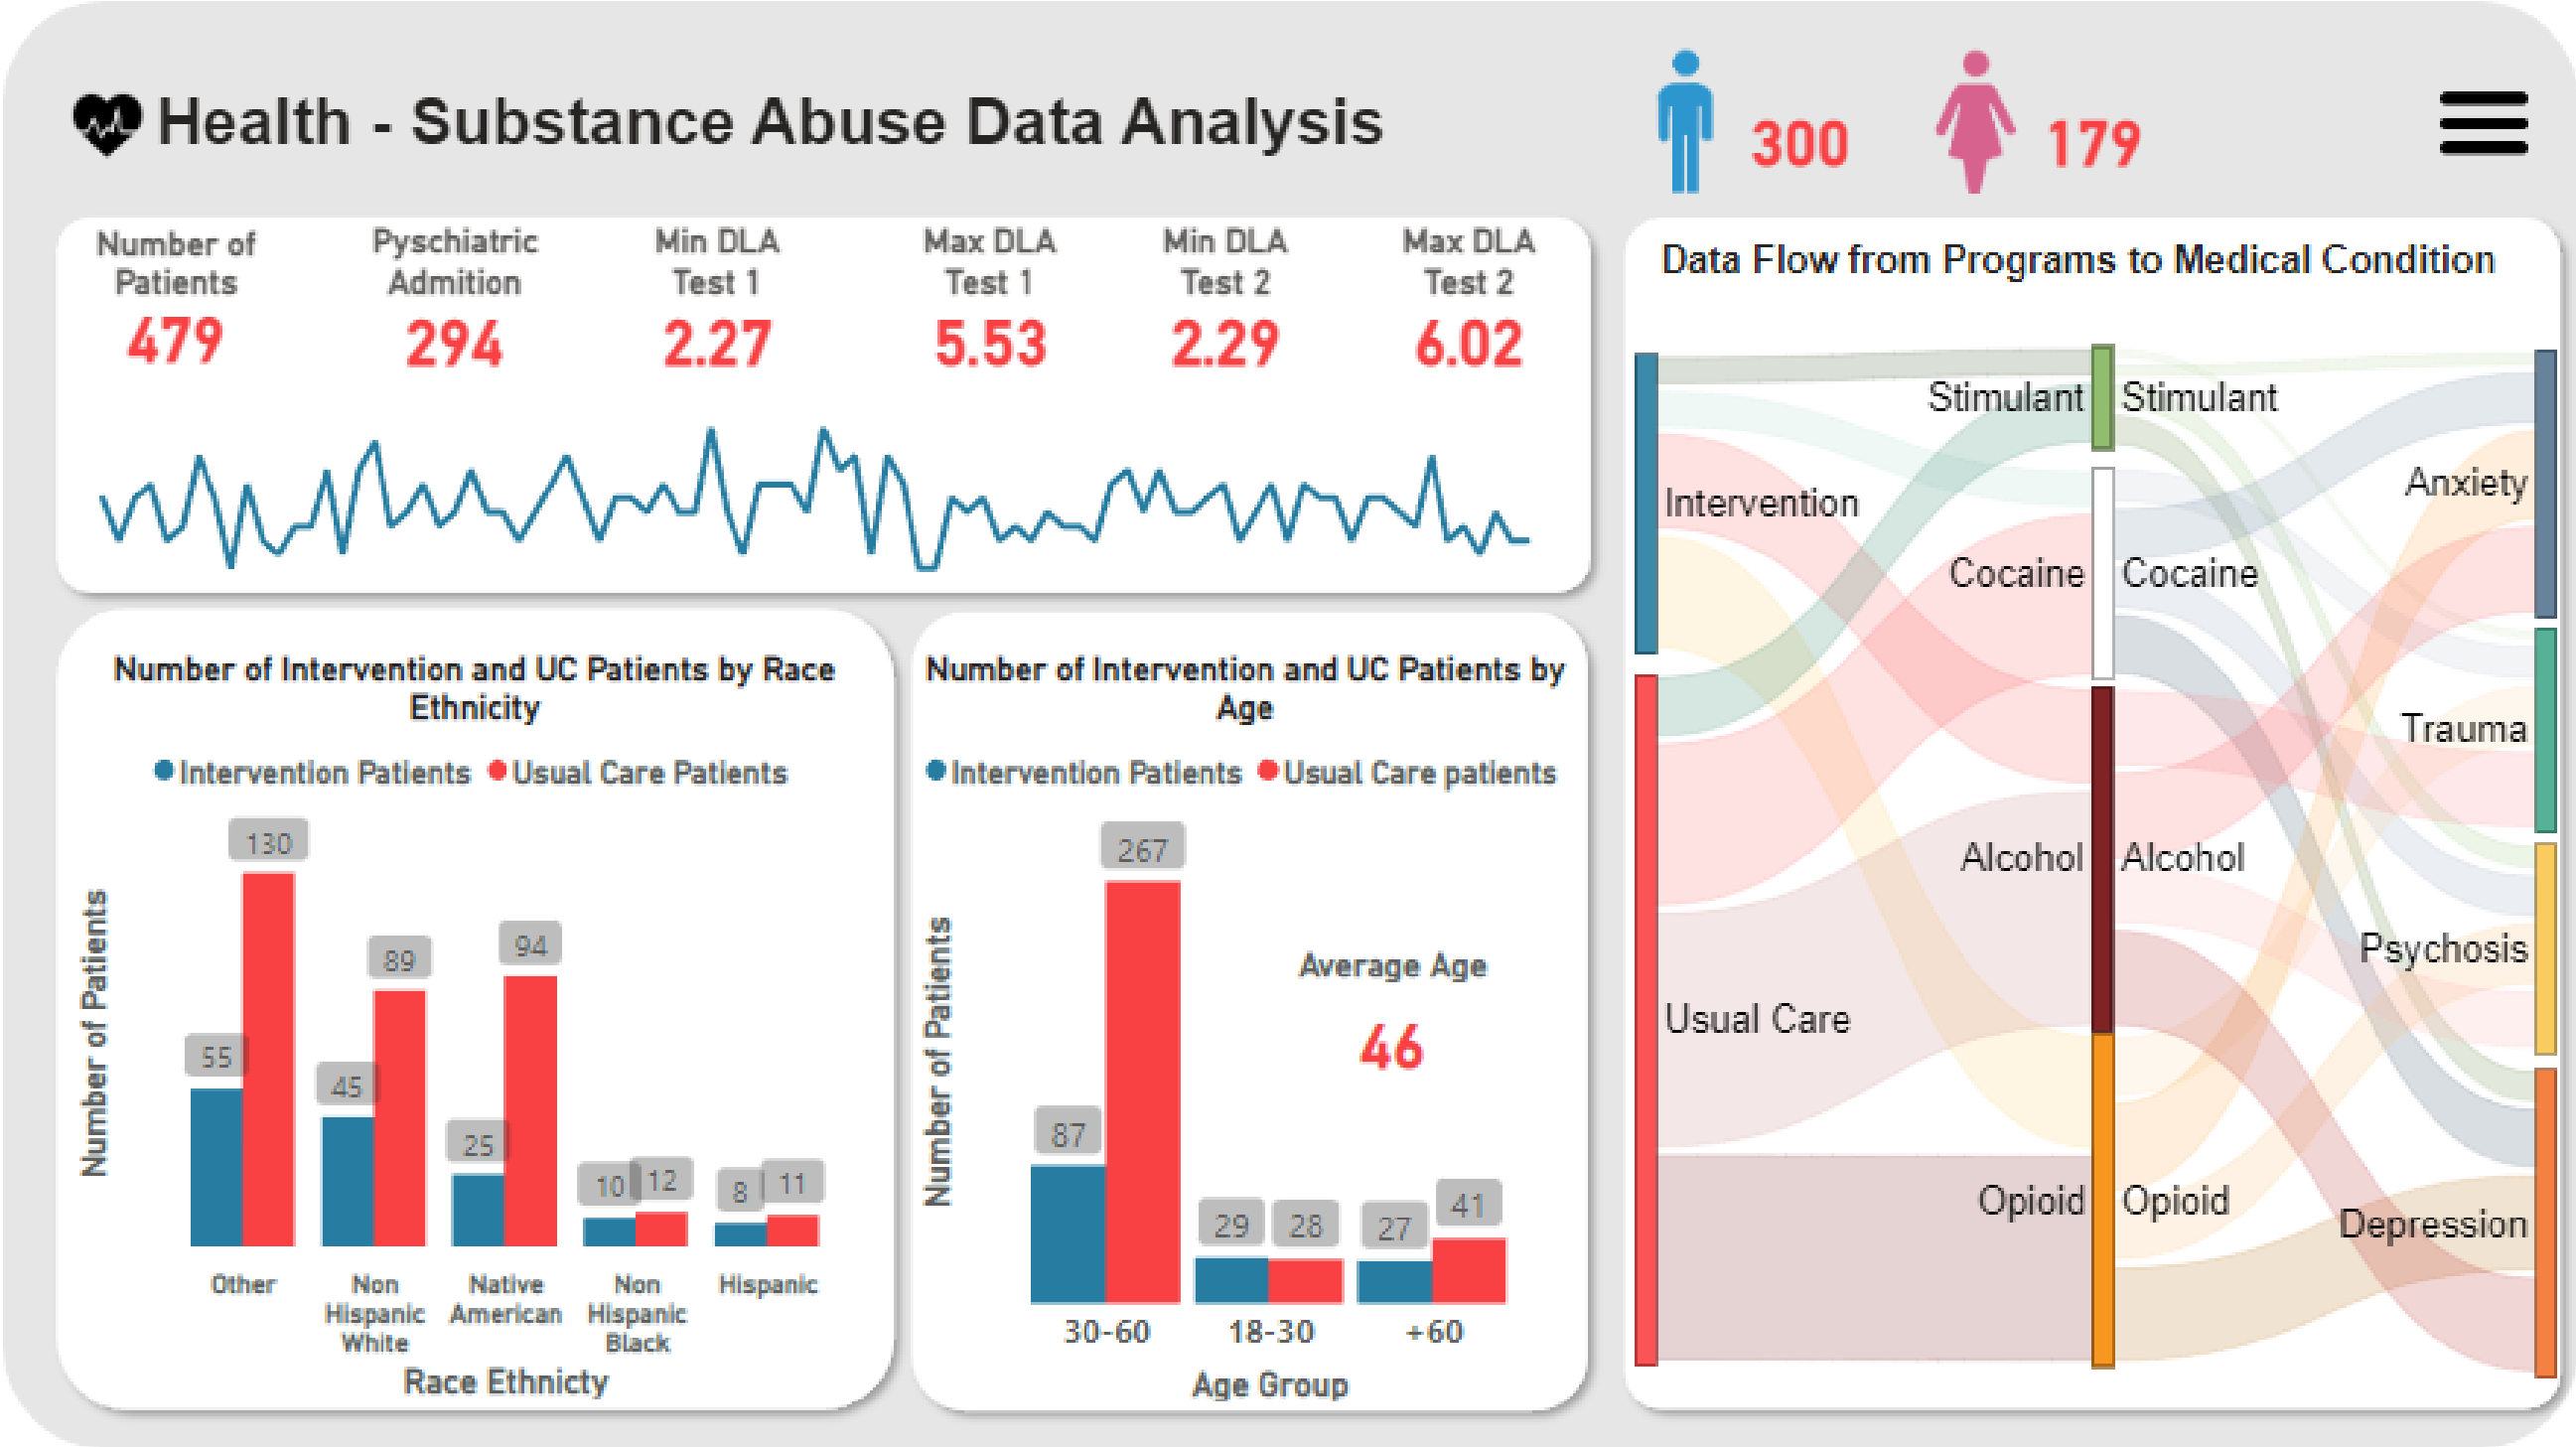 Health - Substance Abuse Data Analysis
300
179
Number of
Patients
479
Pyschiatric
Admition
294
Min DLA
Test 1
2.27
Max DLA
Test 1
5.53
Min DLA
Test 2
2.29
Max DLA
Test 2
6.02
Number of Intervention and UC Patients by Race
Ethnicity
Intervention Patients
Usual Care Patients
Number of Patients
55
130
45
89
25
94
10
12
8
11
Other
Non
Hispanic
White
Native
American
Non
Hispanic
Black
Hispanic
Race Ethnicty
Number of Intervention and UC Patients by
Age
Intervention Patients
Usual Care patients
Number of Patients
87
267
29
28
27
41
Average Age
46
30-60
18-30
+60
Age Group
Data Flow from Programs to Medical Condition
Intervention
Usual Care
Stimulant
Stimulant
Cocaine
Cocaine
Alcohol
Alcohol
Opioid
Opioid
Anxiety
Trauma
Psychosis
Depression